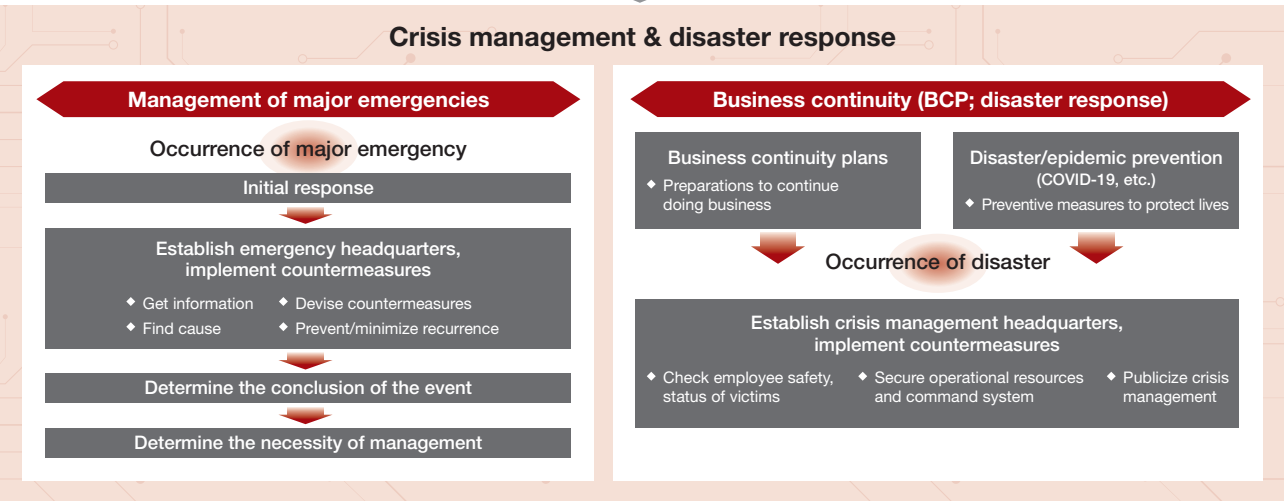 Crisis management & disaster response
Management of major emergencies
Occurrence of major emergency
Initial response
Establish emergency headquarters,
implement countermeasures
◆ Get information ◆ Devise countermeasures
◆ Find cause ◆ Prevent/minimize recurrence
Determine the conclusion of the event
Determine the necessity of management
Business continuity (BCP; disaster response)
Business continuity plans
◆ Preparations to continue
doing business
Disaster/epidemic prevention
(COVID-19, etc.)
◆ Preventive measures to protect lives
Occurrence of disaster
Establish crisis management headquarters,
implement countermeasures
◆ Check employee safety,
status of victims
◆ Secure operational resources
and command system
◆ Publicize crisis
management